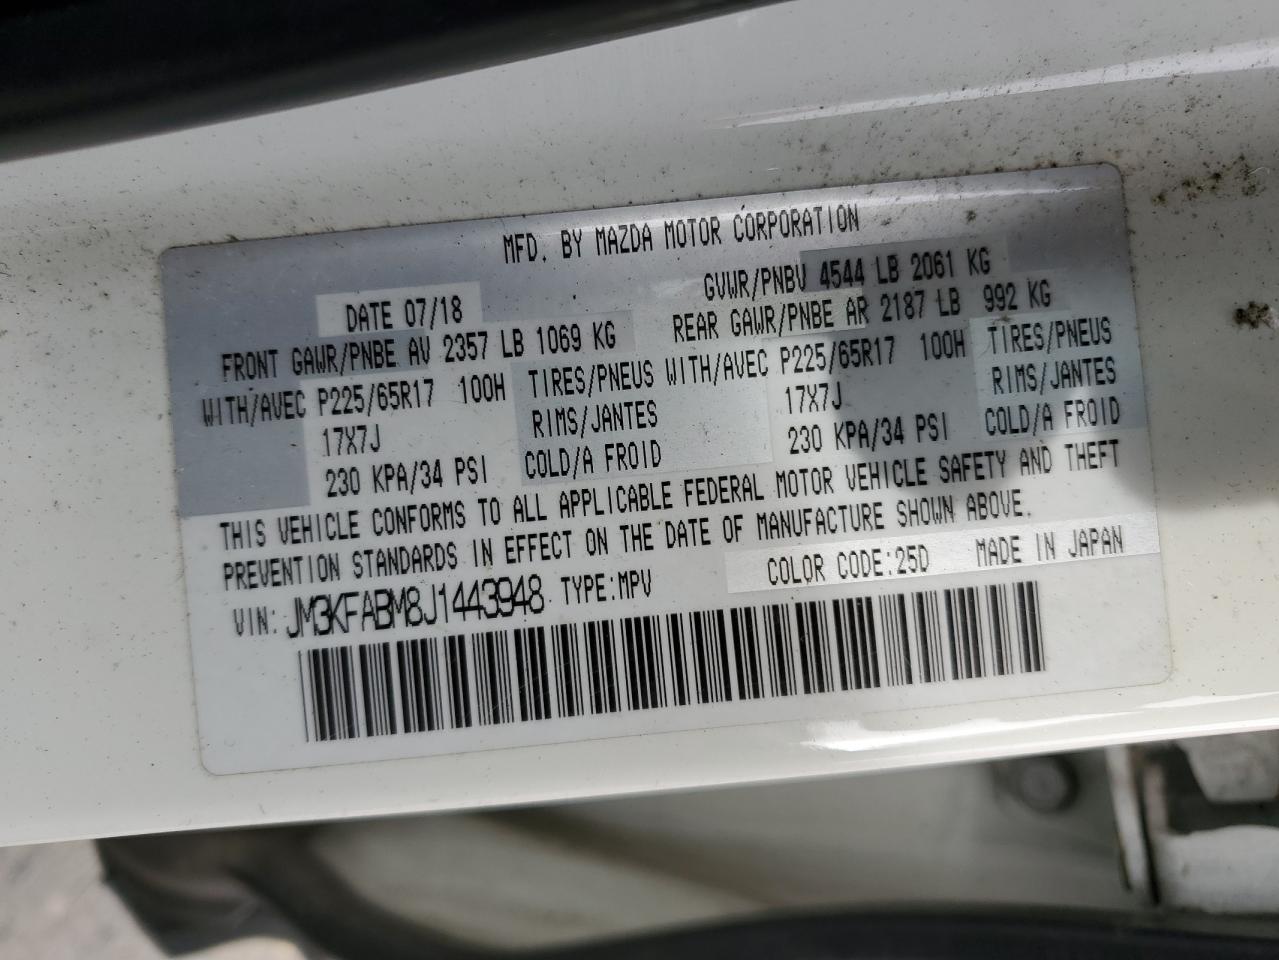 MFD. BY MAZDA MOTOR CORPORATION
DATE 07/18 GVWR/PNBV 4544 LB 2061 KG
FRONT GAWR/PNBE AV 2357 LB 1069 KG REAR GAWR/PNBE AR 2187 LB 992 KG
WITH/AVEC P225/65R17 100H TIRES/PNEUS WITH/AVEC P225/65R17 100H TIRES/PNEUS
17X7J RIMS/JANTES 17X7J RIMS/JANTES
230 KPA/34 PSI COLD/A FROID 230 KPA/34 PSI COLD/A FROID
THIS VEHICLE CONFORMS TO ALL APPLICABLE FEDERAL MOTOR VEHICLE SAFETY AND THEFT
PREVENTION STANDARDS IN EFFECT ON THE DATE OF MANUFACTURE SHOWN ABOVE.
VIN: JM3KFABM8J1443948 TYPE:MPV COLOR CODE:25D MADE IN JAPAN